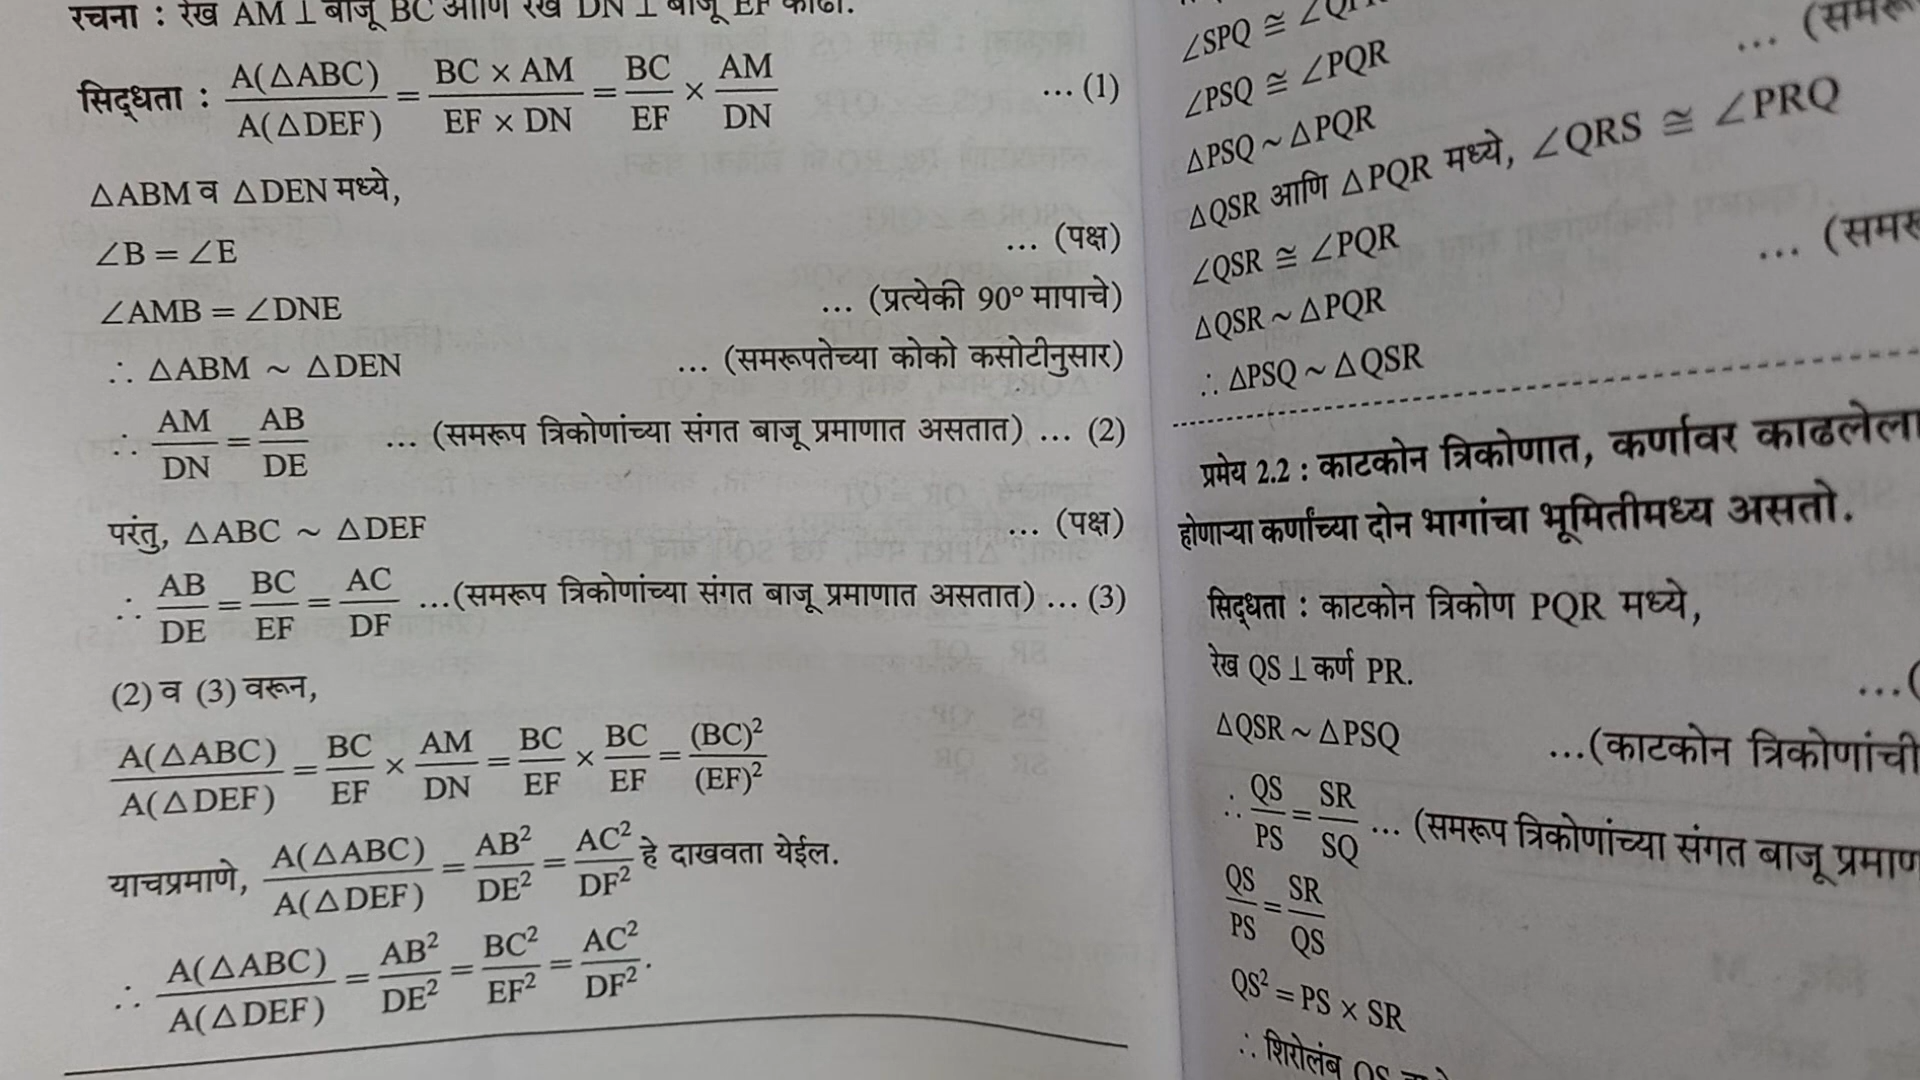 रचना : रेख AM ⊥ बाजू BC आणि रेख DN ⊥ बाजू EF काढा.
सिद्धता : A(△ABC)/A(△DEF) = BC × AM/EF × DN = BC/EF × AM/DN ... (1)
△ABM व △DEN मध्ये,
∠B = ∠E ... (पक्ष)
∠AMB = ∠DNE ... (प्रत्येकी 90° मापाचे)
∴ △ABM ~ △DEN ... (समरूपतेच्या कोको कसोटीनुसार)
∴ AM/DN = AB/DE ... (समरूप त्रिकोणांच्या संगत बाजू प्रमाणात असतात) ... (2)
परंतु, △ABC ~ △DEF ... (पक्ष)
∴ AB/DE = BC/EF = AC/DF ...(समरूप त्रिकोणांच्या संगत बाजू प्रमाणात असतात) ... (3)
(2) व (3) वरून,
A(△ABC)/A(△DEF) = BC/EF × AM/DN = BC/EF × BC/EF = (BC)²/(EF)²
याचप्रमाणे, A(△ABC)/A(△DEF) = AB²/DE² = AC²/DF² हे दाखवता येईल.
∴ A(△ABC)/A(△DEF) = AB²/DE² = BC²/EF² = AC²/DF².
∠SPQ ≅
∠PSQ ≅ ∠PQR
△PSQ ~ △PQR ...
△QSR आणि △PQR मध्ये, ∠QRS ≅ ∠PRQ
∠QSR ≅ ∠PQR
△QSR ~ △PQR ...
∴ △PSQ ~ △QSR
प्रमेय 2.2 : काटकोन त्रिकोणात, कर्णावर काढलेला
होणाऱ्या कर्णाच्या दोन भागांचा भूमितीमध्य असतो.
सिद्धता : काटकोन त्रिकोण PQR मध्ये,
रेख QS ⊥ कर्ण PR. ...(
△QSR ~ △PSQ ...(काटकोन त्रिकोणांची
∴ QS/PS = SR/SQ ... (समरूप त्रिकोणांच्या संगत बाजू
QS/PS = SR/QS
QS² = PS × SR
∴ शिरोलंब QS